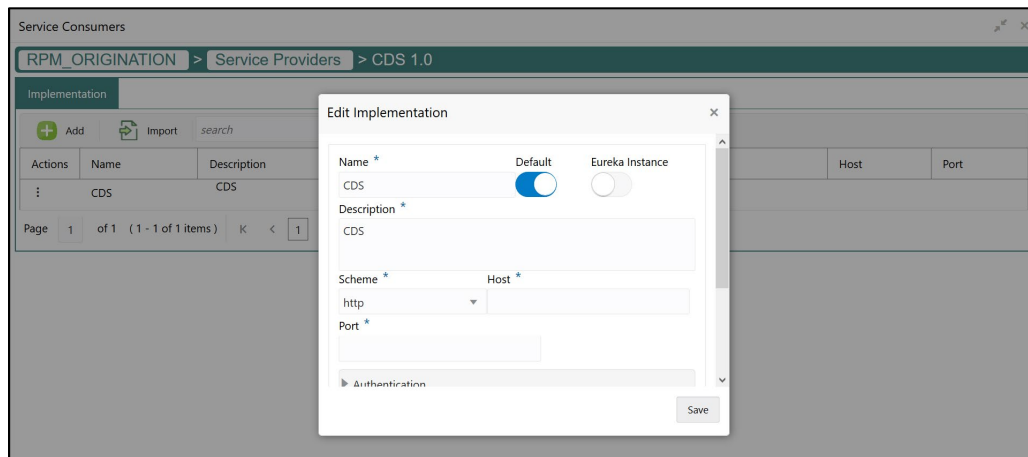 Service Consumers
RPM_ORIGINATION > Service Providers > CDS 1.0
Implementation
Add Import search
Actions Name Description Host Port
CDS CDS
Page 1 of 1 ( 1 - 1 of 1 items ) K < 1
Edit Implementation ×
Name * Default Eureka Instance
CDS
Description *
CDS
Scheme * Host *
http
Port *
Authentication
Save